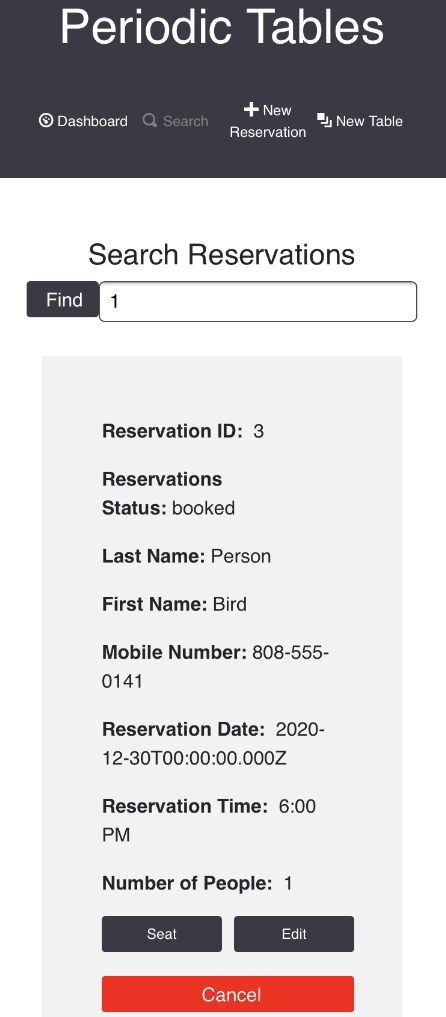 Periodic Tables
Dashboard
Search
New
Reservation
New Table
Search Reservations
Find
1
Reservation ID: 3
Reservations
Status: booked
Last Name: Person
First Name: Bird
Mobile Number: 808-555-
0141
Reservation Date: 2020-
12-30T00:00:00.000Z
Reservation Time: 6:00
PM
Number of People: 1
Seat
Edit
Cancel